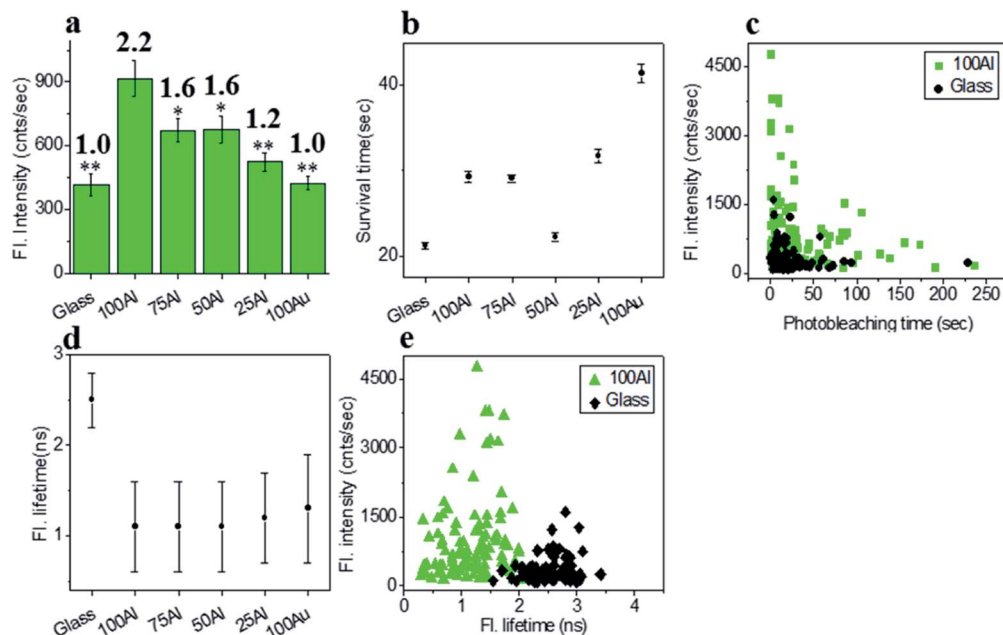 a
2.2
1.6
1.6
1.2
1.0
1.0
*
*
**
**
**
Fl. Intensity (cnts/sec)
900
600
300
0
Glass
100Al
75Al
50Al
25Al
100Au
b
Survival time(sec)
40
30
20
Glass
100Al
75Al
50Al
25Al
100Au
c
Fl. intensity (cnts/sec)
4500
3000
1500
0
100Al
Glass
0 50 100 150 200 250
Photobleaching time (sec)
d
Fl. lifetime(ns)
3
2
1
Glass
100Al
75Al
50Al
25Al
100Au
e
Fl. intensity (cnts/sec)
4500
3000
1500
0
100Al
Glass
0 1 2 3 4
Fl. lifetime (ns)